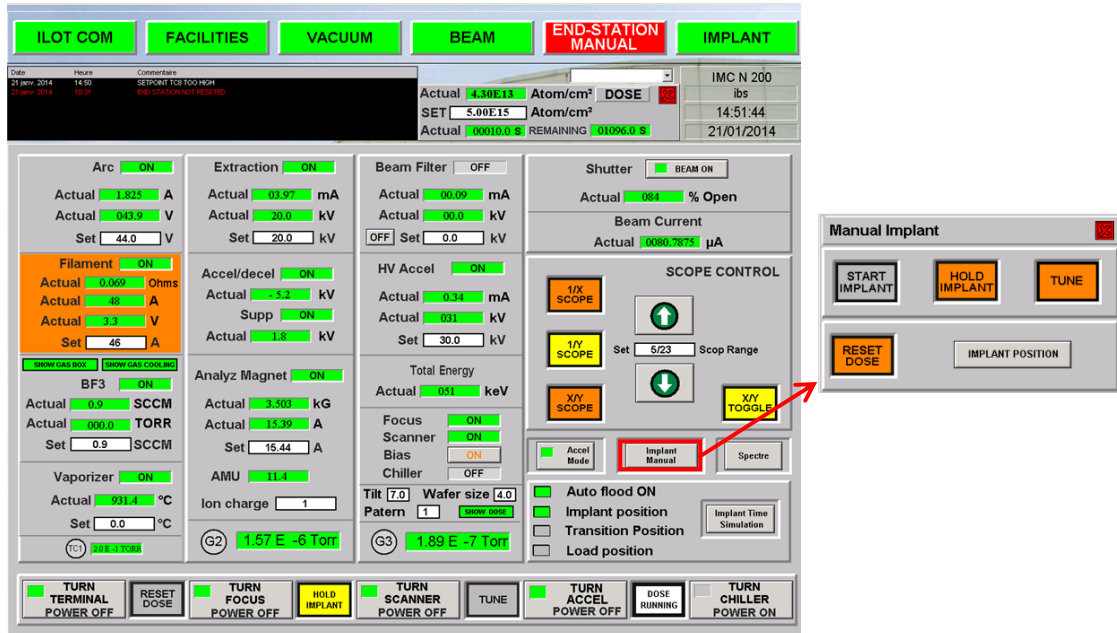 ILOT COM
FACILITIES
VACUUM
BEAM
END-STATION
MANUAL
IMPLANT
Date Heure Commentaire
21 janv. 2014 14:50 SETPOINT TC8 TOO HIGH
21 janv. 2014 10:31 END STATION NOT RESETED
Actual 4.30E13 Atom/cm² DOSE
SET 5.00E15 Atom/cm²
Actual 00010.0 S REMAINING 01096.0 S
IMC N 200
ibs
14:51:44
21/01/2014
Arc ON
Actual 1.825 A
Actual 043.9 V
Set 44.0 V
Filament ON
Actual 0.069 Ohms
Actual 48 A
Actual 3.3 V
Set 46 A
SHOW GAS BOX SHOW GAS COOLING
BF3 ON
Actual 0.9 SCCM
Actual 000.0 TORR
Set 0.9 SCCM
Vaporizer ON
Actual 931.4 °C
Set 0.0 °C
TC1 2.0 E -1 TORR
Extraction ON
Actual 03.97 mA
Actual 20.0 kV
Set 20.0 kV
Accel/decel ON
Actual - 5.2 kV
Supp ON
Actual 1.8 kV
Analyz Magnet ON
Actual 3.503 kG
Actual 15.39 A
Set 15.44 A
AMU 11.4
Ion charge 1
G2 1.57 E -6 Torr
Beam Filter OFF
Actual 00.09 mA
Actual 00.0 kV
OFF Set 0.0 kV
HV Accel ON
Actual 0.34 mA
Actual 031 kV
Set 30.0 kV
Total Energy
Actual 051 keV
Focus ON
Scanner ON
Bias ON
Chiller OFF
Tilt 7.0 Wafer size 4.0
Patern 1 SHOW DOSE
G3 1.89 E -7 Torr
Shutter BEAM ON
Actual 084 % Open
Beam Current
Actual 0080.7875 µA
SCOPE CONTROL
1/X
SCOPE
1/Y
SCOPE
Set 5/23 Scop Range
X/Y
SCOPE
X/Y
TOGGLE
Accel
Mode
Implant
Manual
Spectre
Auto flood ON
Implant position
Transition Position
Load position
Implant Time
Simulation
TURN
TERMINAL
POWER OFF
RESET
DOSE
TURN
FOCUS
POWER OFF
HOLD
IMPLANT
TURN
SCANNER
POWER OFF
TUNE
TURN
ACCEL
POWER OFF
DOSE
RUNNING
TURN
CHILLER
POWER ON
Manual Implant
START
IMPLANT
HOLD
IMPLANT
TUNE
RESET
DOSE
IMPLANT POSITION